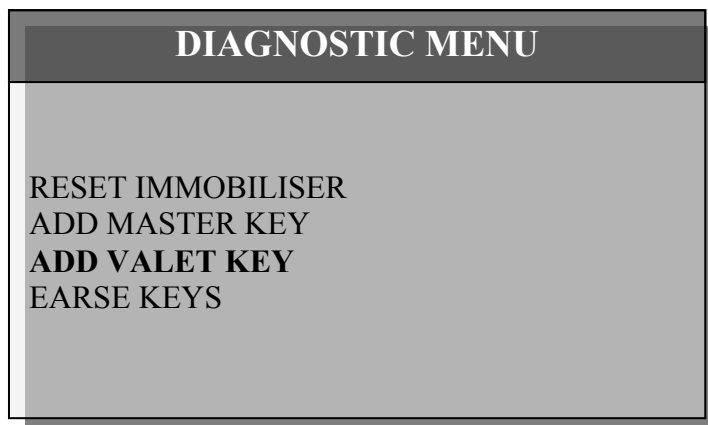 DIAGNOSTIC MENU
RESET IMMOBILISER
ADD MASTER KEY
ADD VALET KEY
EARSE KEYS